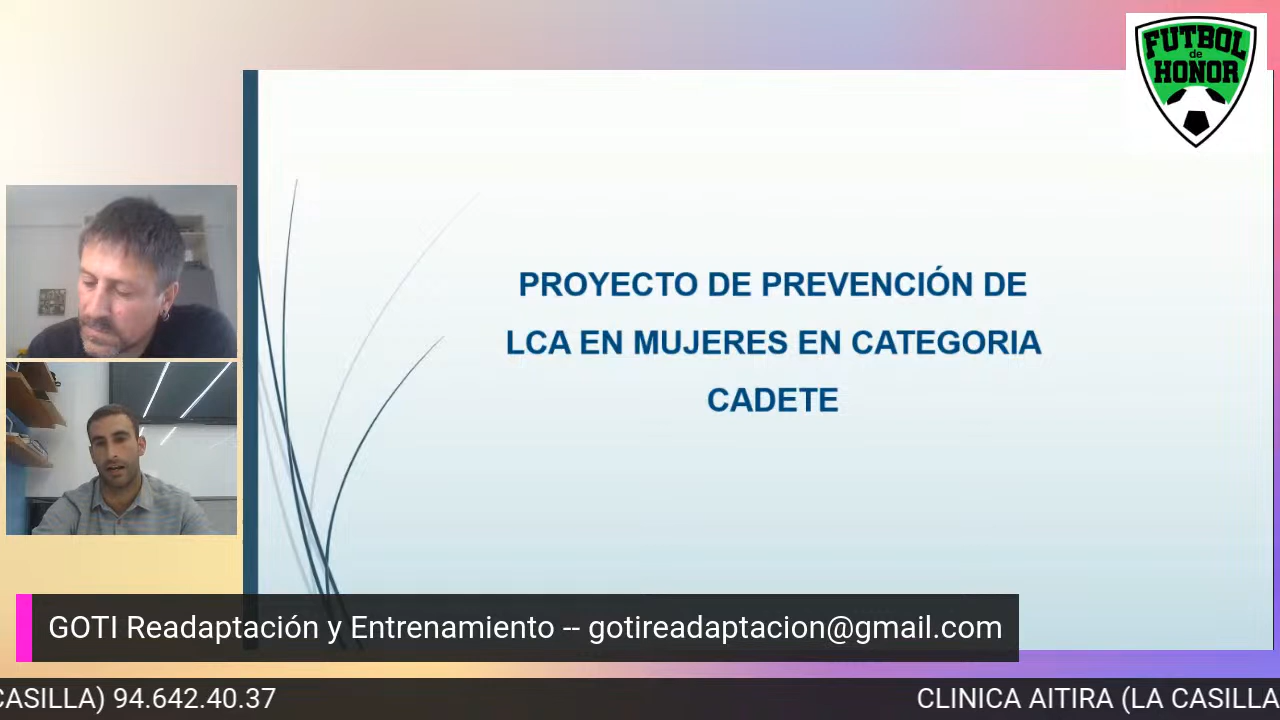 FUTBOL
de
HONOR
PROYECTO DE PREVENCIÓN DE
LCA EN MUJERES EN CATEGORIA
CADETE
GOTI Readaptación y Entrenamiento -- gotireadaptacion@gmail.com
CASILLA) 94.642.40.37
CLINICA AITIRA (LA CASILLA